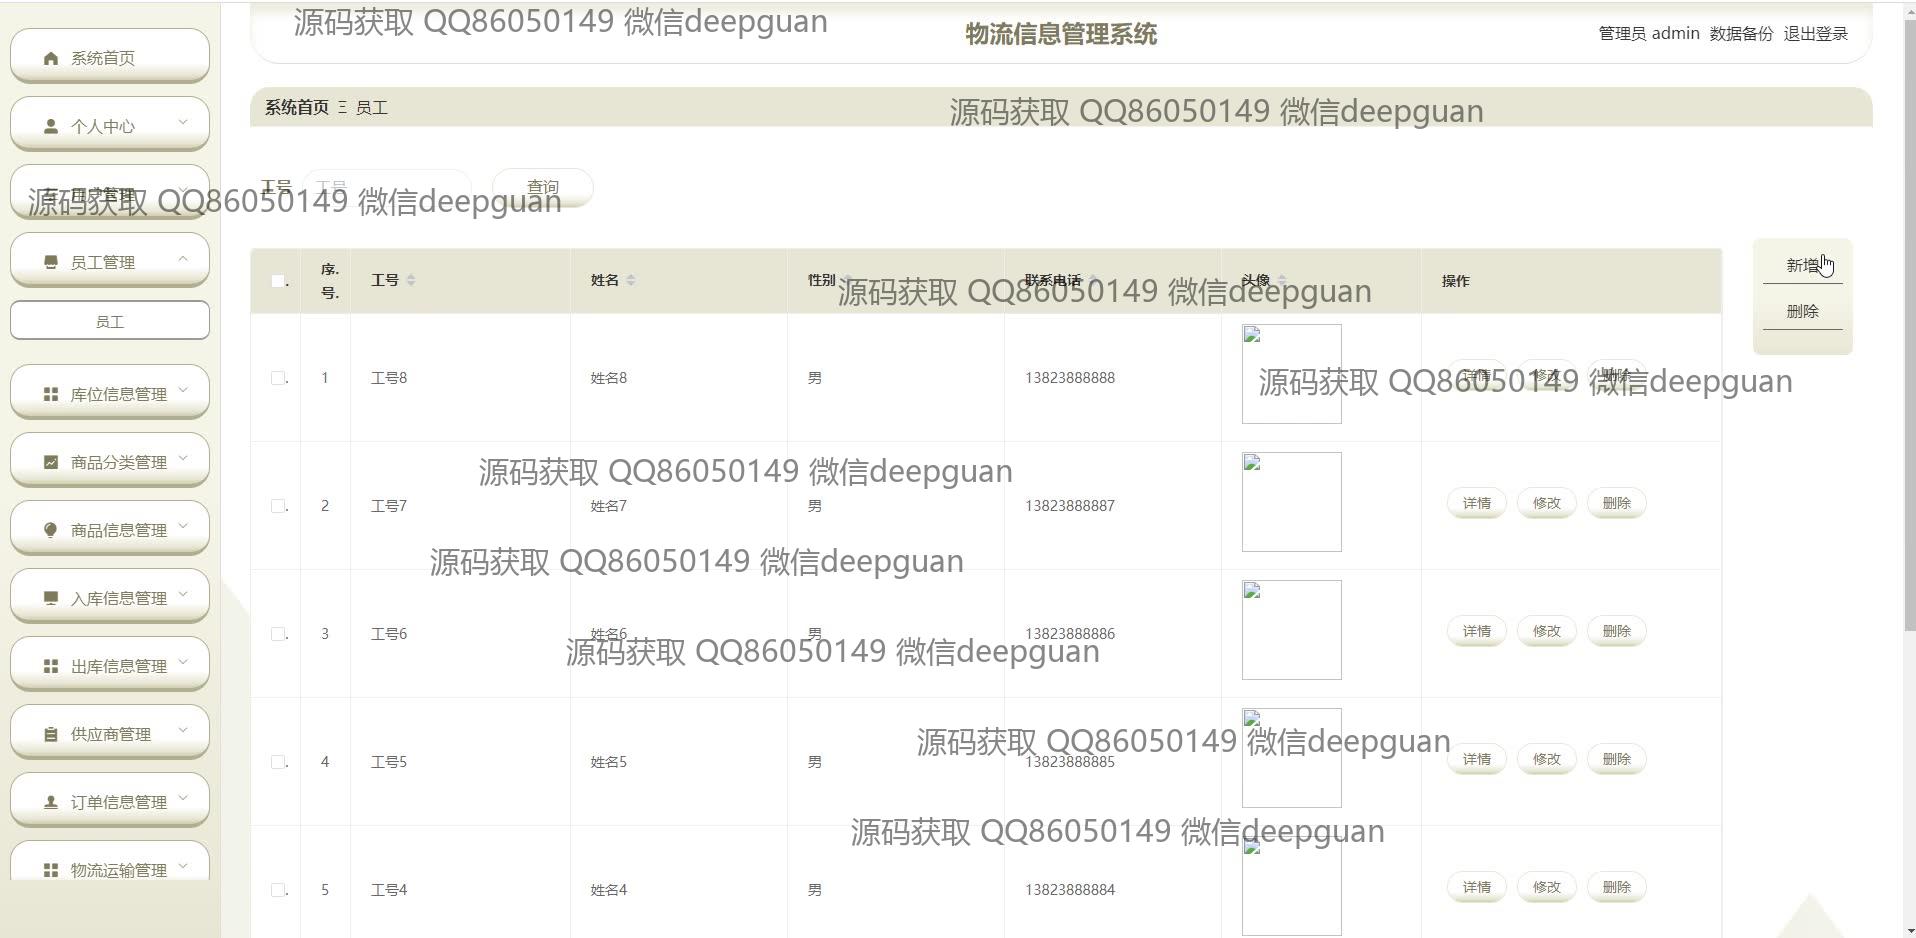 源码获取 QQ86050149 微信deepguan
物流信息管理系统
管理员 admin 数据备份 退出登录
系统首页
个人中心
用户管理
员工管理
员工
库位信息管理
商品分类管理
商品信息管理
入库信息管理
出库信息管理
供应商管理
订单信息管理
物流运输管理
系统首页 Ξ 员工
源码获取 QQ86050149 微信deepguan
工号 工号 查询
源码获取 QQ86050149 微信deepguan
新增
删除
序号 工号 姓名 性别 联系电话 头像 操作
源码获取 QQ86050149 微信deepguan
1 工号8 姓名8 男 13823888888 详情 修改 删除
源码获取 QQ86050149 微信deepguan
源码获取 QQ86050149 微信deepguan
2 工号7 姓名7 男 13823888887 详情 修改 删除
源码获取 QQ86050149 微信deepguan
3 工号6 姓名6 男 13823888886 详情 修改 删除
源码获取 QQ86050149 微信deepguan
源码获取 QQ86050149 微信deepguan
4 工号5 姓名5 男 13823888885 详情 修改 删除
源码获取 QQ86050149 微信deepguan
5 工号4 姓名4 男 13823888884 详情 修改 删除